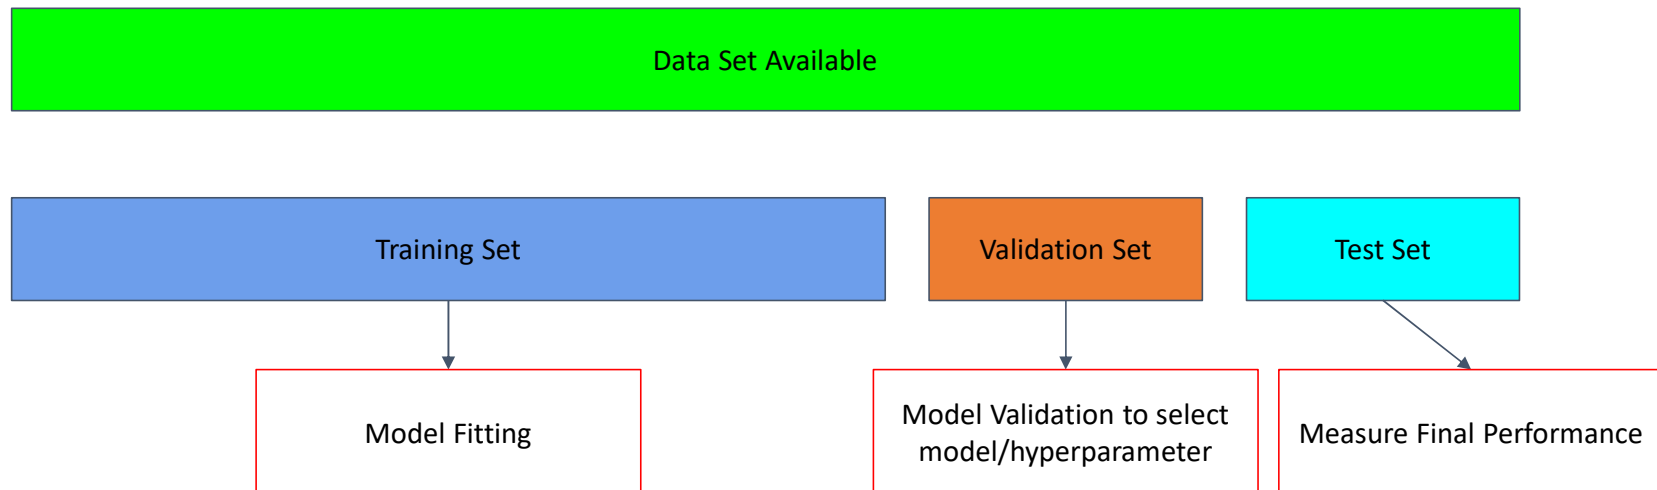 Data Set Available
Training Set
Validation Set
Test Set
Model Fitting
Model Validation to select
model/hyperparameter
Measure Final Performance